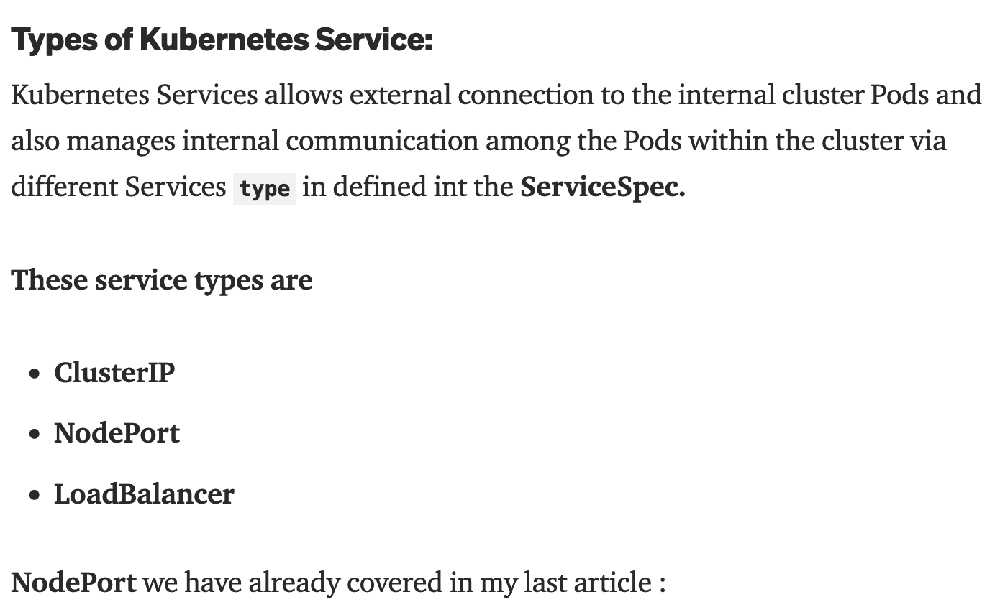 Types of Kubernetes Service:
Kubernetes Services allows external connection to the internal cluster Pods and
also manages internal communication among the Pods within the cluster via
different Services type in defined int the ServiceSpec.
These service types are
• ClusterIP
• NodePort
• LoadBalancer
NodePort we have already covered in my last article :